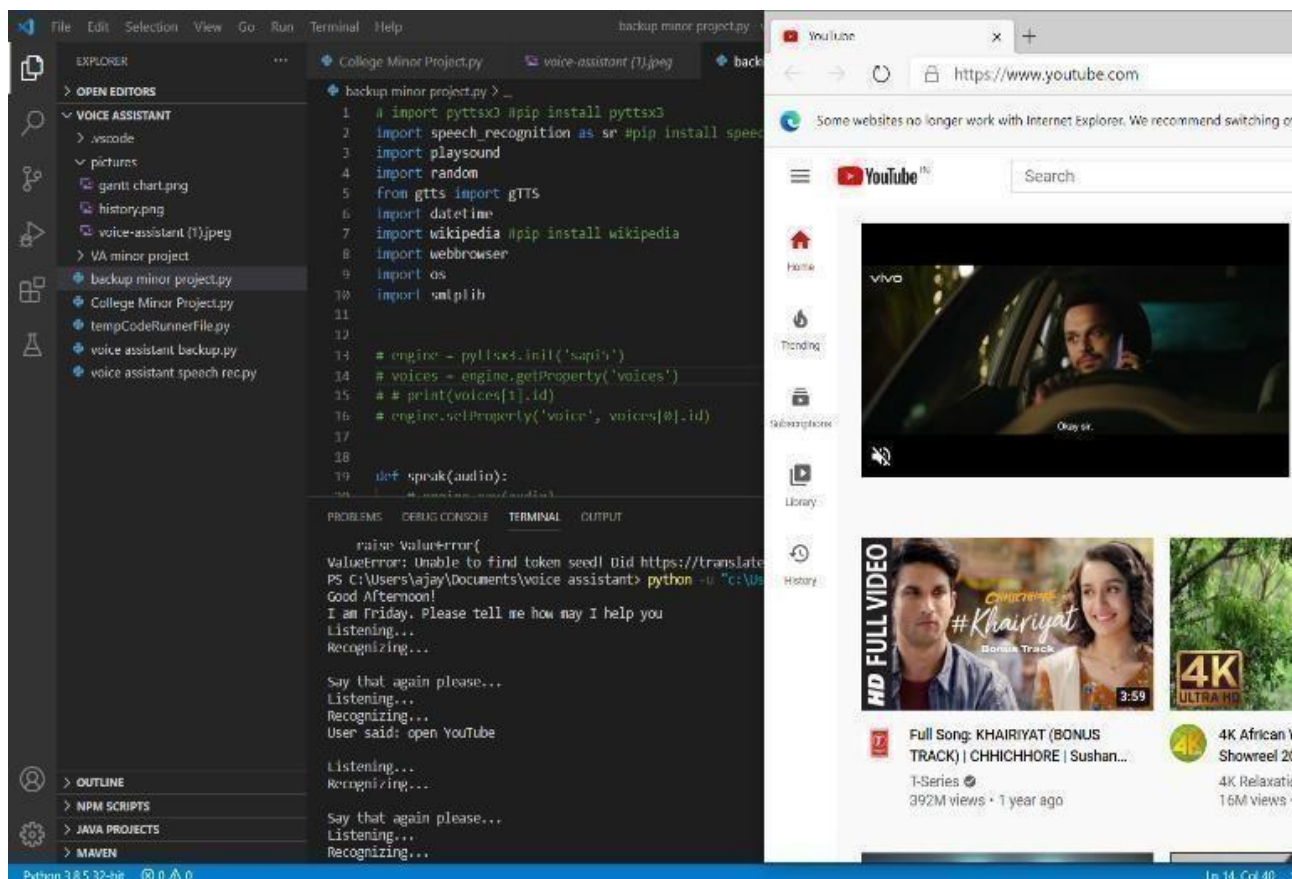 File Edit Selection View Go Run Terminal Help
backup minor project.py -
EXPLORER
...
> OPEN EDITORS
VOICE ASSISTANT
> .vscode
pictures
gantt chart.png
history.png
voice-assistant (1).jpeg
> VA minor project
backup minor project.py
College Minor Project.py
tempCodeRunnerFile.py
voice assistant backup.py
voice assistant speech rec.py
> OUTLINE
> NPM SCRIPTS
> JAVA PROJECTS
> MAVEN
College Minor Project.py voice-assistant (1).jpeg back
backup minor project.py > ...
1 # import pyttsx3 #pip install pyttsx3
2 import speech_recognition as sr #pip install speec
3 import playsound
4 import random
5 from gtts import gTTS
6 import datetime
7 import wikipedia #pip install wikipedia
8 import webbrowser
9 import os
10 import smtplib
11
12
13 # engine = pyttsx3.init('sapi5')
14 # voices = engine.getProperty('voices')
15 # # print(voices[1].id)
16 # engine.setProperty('voice', voices[0].id)
17
18
19 def speak(audio):
PROBLEMS DEBUG CONSOLE TERMINAL OUTPUT
raise ValueError(
ValueError: Unable to find token seed! Did https://translate
PS C:\Users\ajay\Documents\voice assistant> python -u "c:\Us
Good Afternoon!
I am Friday. Please tell me how may I help you
Listening...
Recognizing...
Say that again please...
Listening...
Recognizing...
User said: open YouTube
Listening...
Recognizing...
Say that again please...
Listening...
Recognizing...
Python 3.8.5 32-bit 0 0
Ln 14, Col 40
YouTube
https://www.youtube.com
Some websites no longer work with Internet Explorer. We recommend switching
YouTube IN
Search
Home
Trending
Subscriptions
Library
History
vivo
Okay sir.
HD FULL VIDEO
CHHICHHORE
#Khairiyat
Bonus Track
3:59
4K
ULTRA HD
Full Song: KHAIRIYAT (BONUS
TRACK) | CHHICHHORE | Sushan...
T-Series
392M views • 1 year ago
4K African
Showreel
4K Relaxati
16M views